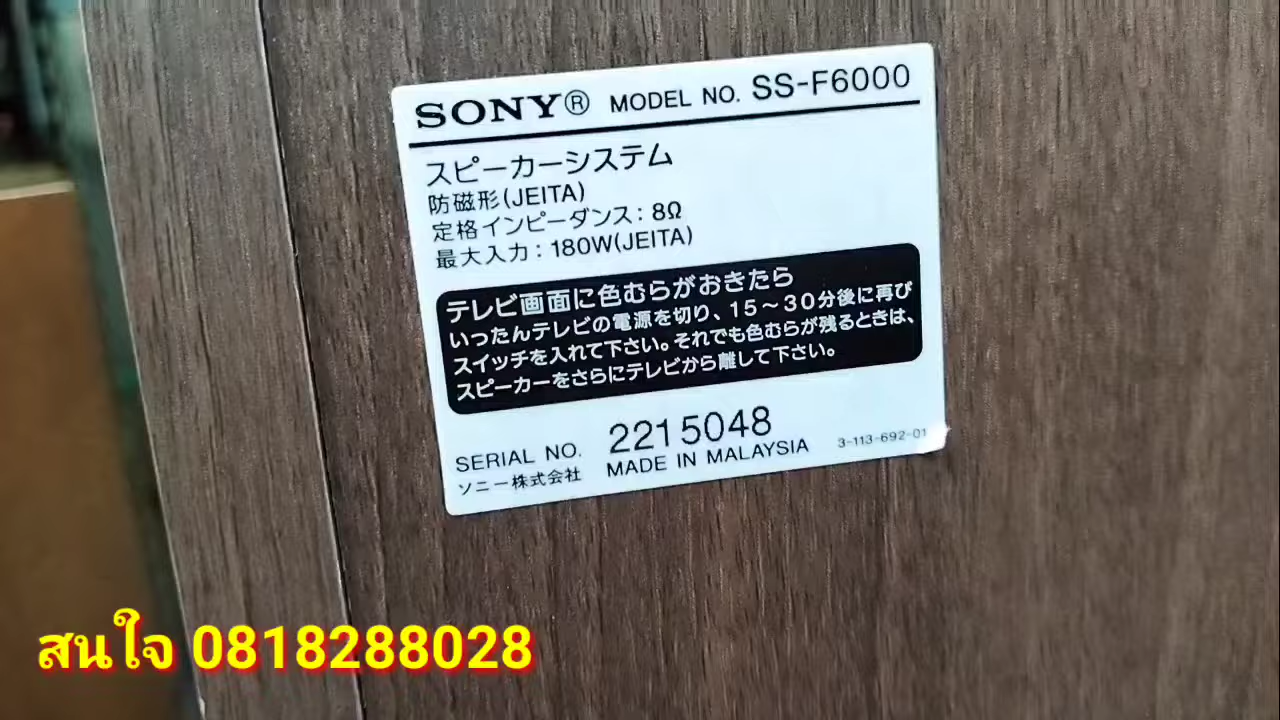 SONY® MODEL NO. SS-F6000
スピーカーシステム
防磁形(JEITA)
定格インピーダンス：8Ω
最大入力：180W(JEITA)
テレビ画面に色むらがおきたら
いったんテレビの電源を切り、15～30分後に再び
スイッチを入れて下さい。それでも色むらが残るときは、
スピーカーをさらにテレビから離して下さい。
SERIAL NO. 2215048
ソニー株式会社 MADE IN MALAYSIA 3-113-692-01
สนใจ 0818288028